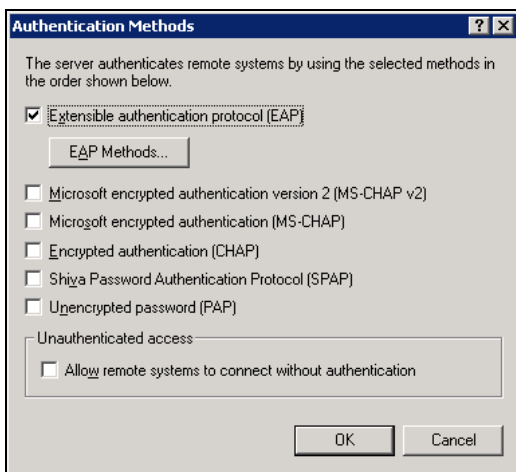 Authentication Methods
The server authenticates remote systems by using the selected methods in
the order shown below.
Extensible authentication protocol (EAP)
EAP Methods...
Microsoft encrypted authentication version 2 (MS-CHAP v2)
Microsoft encrypted authentication (MS-CHAP)
Encrypted authentication (CHAP)
Shiva Password Authentication Protocol (SPAP)
Unencrypted password (PAP)
Unauthenticated access
Allow remote systems to connect without authentication
OK
Cancel